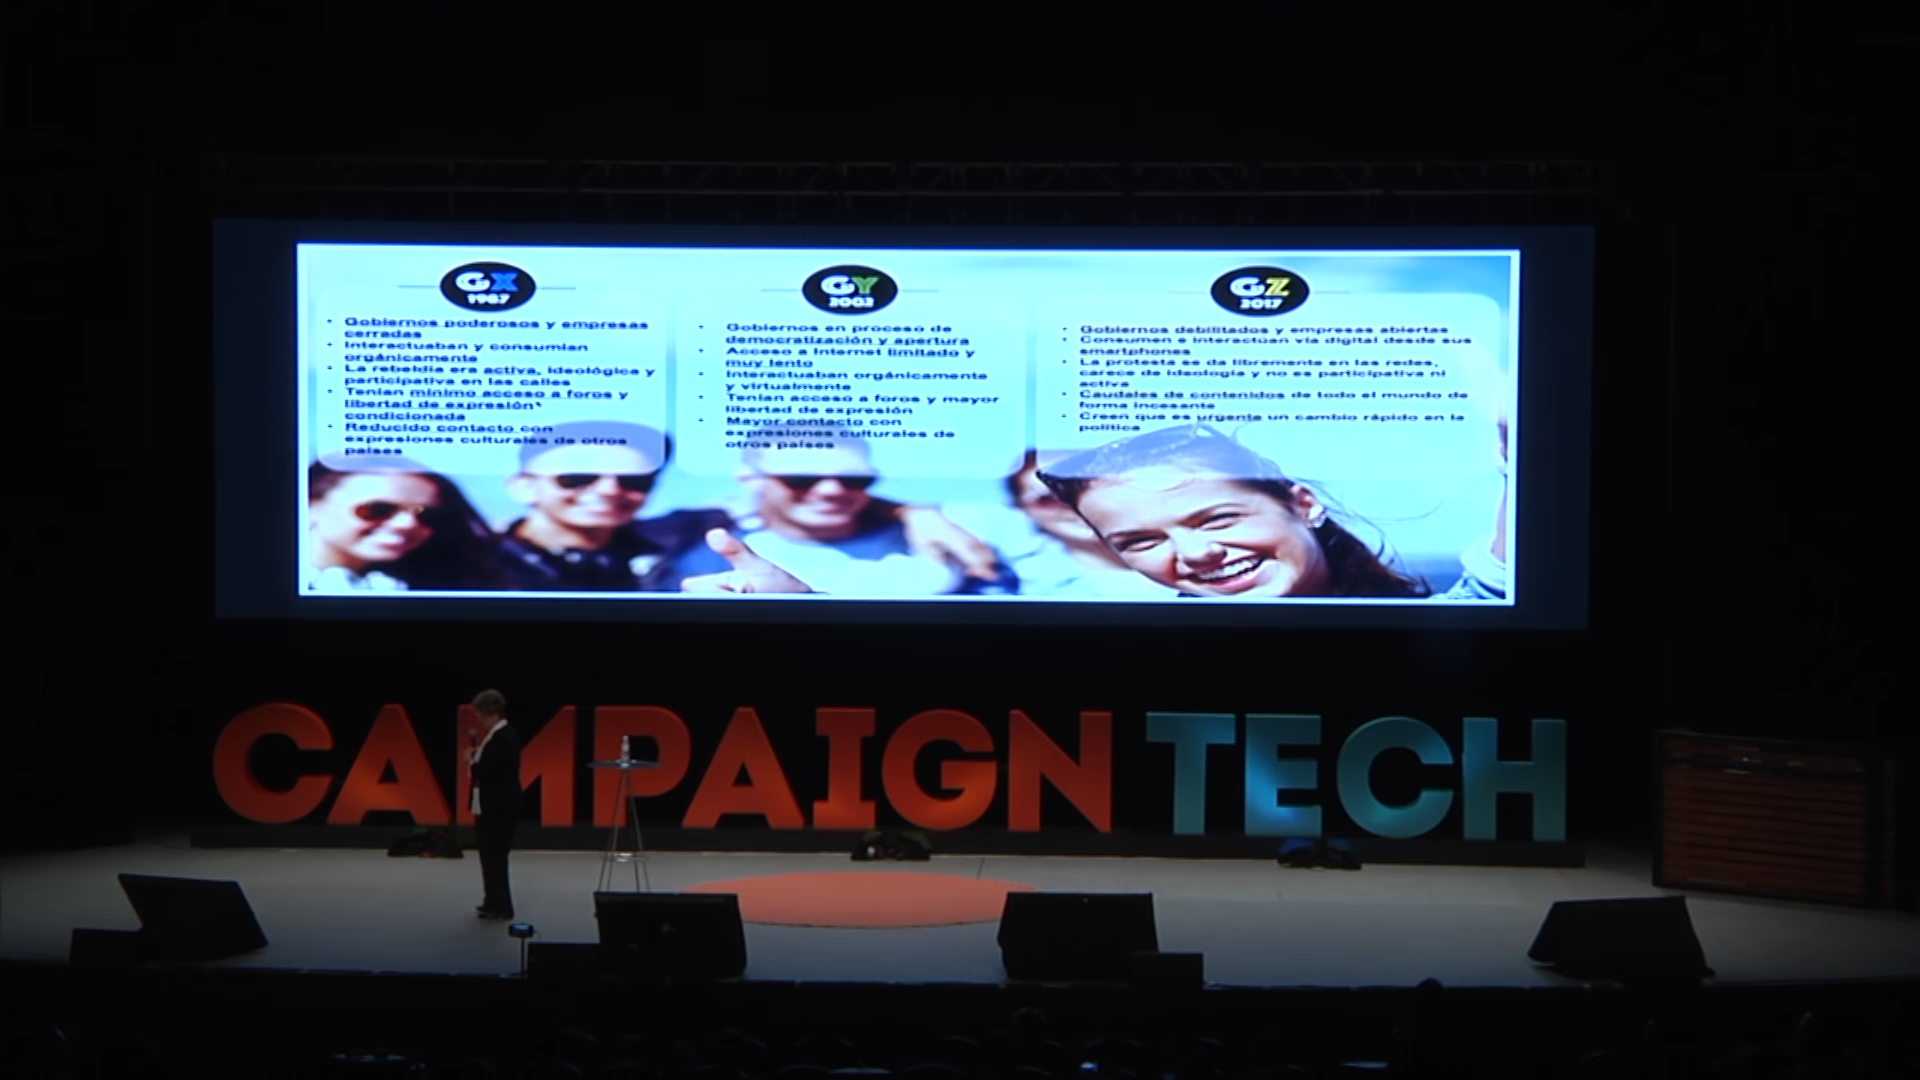 GX
1987
• Gobiernos poderosos y empresas
cerradas
• Interactuaban y consumían
orgánicamente
• La rebeldía era activa, ideológica y
participativa en las calles
• Tenían mínimo acceso a foros y
libertad de expresión
condicionada
• Reducido contacto con
expresiones culturales de otros
países
GY
2002
• Gobiernos en proceso de
democratización y apertura
• Acceso a Internet limitado y
muy lento
• Interactuaban orgánicamente
y virtualmente
• Tenían acceso a foros y mayor
libertad de expresión
• Mayor contacto con
expresiones culturales de
otros países
GZ
2017
• Gobiernos debilitados y empresas abiertas
• Consumen e interactúan vía digital desde sus
smartphones
• La protesta se da libremente en las redes,
carece de ideología y no es participativa ni
activa
• Caudales de contenidos de todo el mundo de
forma incesante
• Creen que es urgente un cambio rápido en la
política
CAMPAIGN TECH